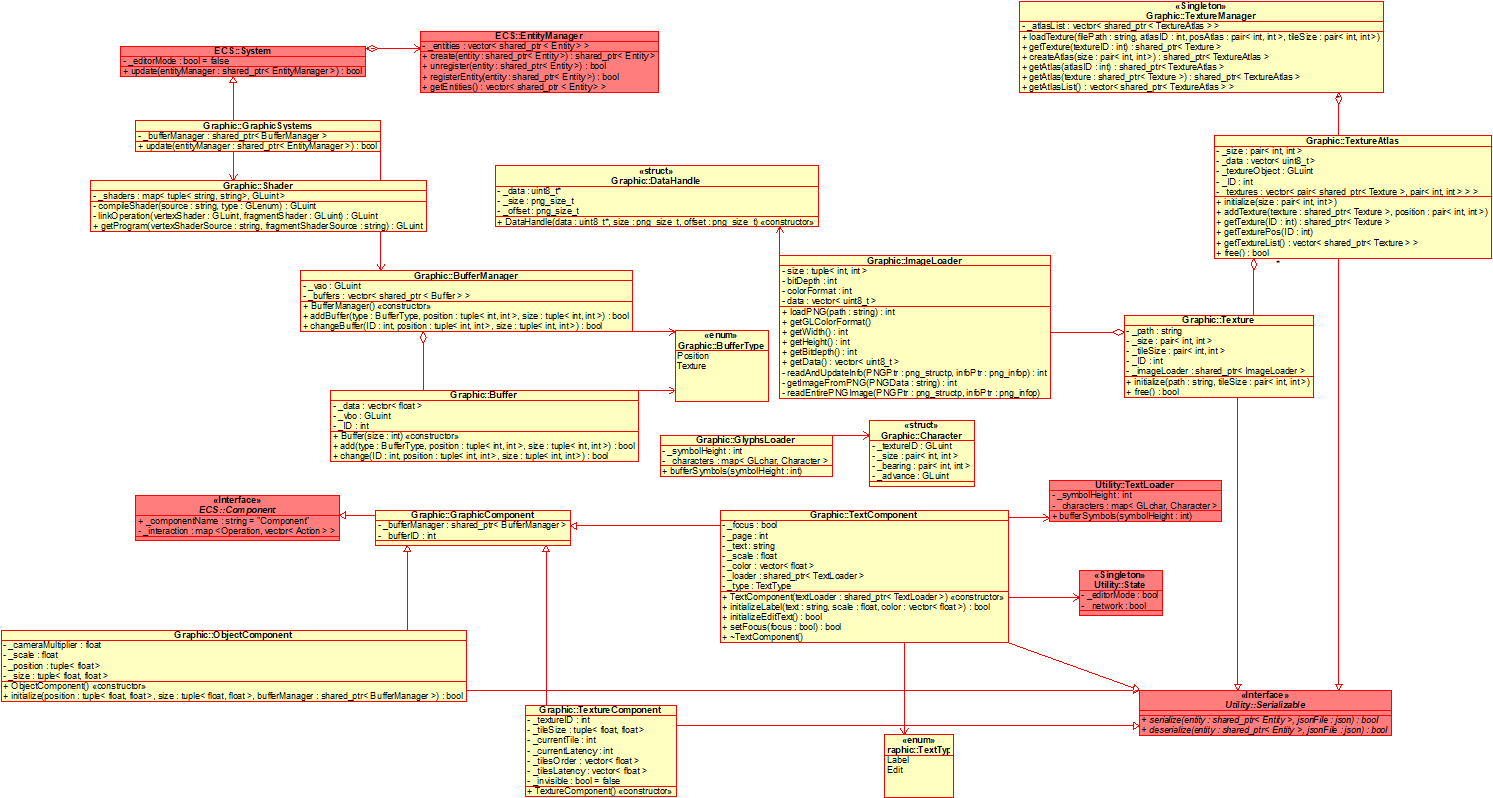 «Singleton»
Graphic::TextureManager
- _atlasList : vector< shared_ptr < TextureAtlas > >
+ loadTexture(filePath : string, atlasID : int, posAtlas : pair< int, int >, tileSize : pair< int, int >)
+ getTexture(textureID : int) : shared_ptr< Texture >
+ createAtlas(size : pair< int, int >) : shared_ptr< TextureAtlas >
+ getAtlas(atlasID : int) : shared_ptr< TextureAtlas >
+ getAtlas(texture : shared_ptr< Texture >) : shared_ptr< TextureAtlas >
+ getAtlasList() : vector< shared_ptr< TextureAtlas > >
ECS::System
- _editorMode : bool = false
+ update(entityManager : shared_ptr< EntityManager >) : bool
ECS::EntityManager
- _entities : vector< shared_ptr < Entity > >
+ create(entity : shared_ptr< Entity >) : shared_ptr< Entity >
+ unregister(entity : shared_ptr< Entity >) : bool
+ registerEntity(entity : shared_ptr< Entity >) : bool
+ getEntities() : vector< shared_ptr < Entity > >
Graphic::GraphicSystems
- _bufferManager : shared_ptr< BufferManager >
+ update(entityManager : shared_ptr< EntityManager >) : bool
Graphic::Shader
- _shaders : map< tuple< string, string>, GLuint>
- compileShader(source : string, type : GLenum) : GLuint
- linkOperation(vertexShader : GLuint, fragmentShader : GLuint) : GLuint
+ getProgram(vertexShaderSource : string, fragmentShaderSource : string) : GLuint
«struct»
Graphic::DataHandle
- _data : uint8_t*
- _size : png_size_t
- _offset : png_size_t
+ DataHandle(data : uint8_t*, size : png_size_t, offset : png_size_t) «constructor»
Graphic::TextureAtlas
- _size : pair< int, int >
- _data : vector< uint8_t >
- _textureObject : GLuint
- _ID : int
- _textures : vector< pair< shared_ptr< Texture >, pair< int, int > > >
+ initialize(size : pair< int, int >)
+ addTexture(texture : shared_ptr< Texture >, position : pair< int, int >)
+ getTexture(ID : int) : shared_ptr< Texture >
+ getTexturePos(ID : int)
+ getTextureList() : vector< shared_ptr< Texture > >
+ free() : bool
*
Graphic::BufferManager
- _vao : GLuint
- _buffers : vector< shared_ptr < Buffer > >
+ BufferManager() «constructor»
+ addBuffer(type : BufferType, position : tuple< int, int >, size : tuple< int, int >) : bool
+ changeBuffer(ID : int, position : tuple< int, int >, size : tuple< int, int >) : bool
Graphic::ImageLoader
- size : tuple< int, int >
- bitDepth : int
- colorFormat : int
- data : vector< uint8_t >
+ loadPNG(path : string) : int
+ getGLColorFormat()
+ getWidth() : int
+ getHeight() : int
+ getBitdepth() : int
+ getData() : vector< uint8_t >
- readAndUpdateInfo(PNGPtr : png_structp, infoPtr : png_infop) : int
- getImageFromPNG(PNGData : string) : int
- readEntirePNGImage(PNGPtr : png_structp, infoPtr : png_infop)
Graphic::Texture
- _path : string
- _size : pair< int, int >
- _tileSize : pair< int, int >
- _ID : int
- _imageLoader : shared_ptr< ImageLoader >
+ initialize(path : string, tileSize : pair< int, int >)
+ free() : bool
«enum»
Graphic::BufferType
Position
Texture
Graphic::Buffer
- _data : vector< float >
- _vbo : GLuint
- _ID : int
+ Buffer(size : int) «constructor»
+ add(type : BufferType, position : tuple< int, int >, size : tuple< int, int >) : bool
+ change(ID : int, position : tuple< int, int >, size : tuple< int, int >) : bool
Graphic::GlyphsLoader
- _symbolHeight : int
- _characters : map< GLchar, Character >
+ bufferSymbols(symbolHeight : int)
«struct»
Graphic::Character
- _textureID : GLuint
- _size : pair< int, int >
- _bearing : pair< int, int >
- _advance : GLuint
«Interface»
ECS::Component
+ _componentName : string = "Component"
- _interaction : map <Operation, vector< Action > >
Graphic::GraphicComponent
- _bufferManager : shared_ptr< BufferManager >
- _bufferID : int
Graphic::TextComponent
- _focus : bool
- _page : int
- _text : string
- _scale : float
- _color : vector< float >
- _loader : shared_ptr< TextLoader >
- _type : TextType
+ TextComponent(textLoader : shared_ptr< TextLoader >) «constructor»
+ initializeLabel(text : string, scale : float, color : vector< float >) : bool
+ initializeEditText() : bool
+ setFocus(focus : bool) : bool
+ ~TextComponent()
Utility::TextLoader
- _symbolHeight : int
- _characters : map< GLchar, Character >
+ bufferSymbols(symbolHeight : int)
«Singleton»
Utility::State
- _editorMode : bool
- _network : bool
Graphic::ObjectComponent
- _cameraMultiplier : float
- _scale : float
- _position : tuple< float>
- _size : tuple< float, float>
+ ObjectComponent() «constructor»
+ initialize(position : tuple< float, float>, size : tuple< float, float>, bufferManager : shared_ptr< BufferManager >) : bool
Graphic::TextureComponent
- _textureID : int
- _tileSize : tuple< float, float>
- _currentTile : int
- _currentLatency : int
- _tilesOrder : vector< float >
- _tilesLatency : vector< float >
- _invisible : bool = false
+ TextureComponent() «constructor»
«enum»
raphic::TextTyp
Label
Edit
«Interface»
Utility::Serializable
+ serialize(entity : shared_ptr< Entity >, jsonFile : json) : bool
+ deserialize(entity : shared_ptr< Entity >, jsonFile : json) : bool